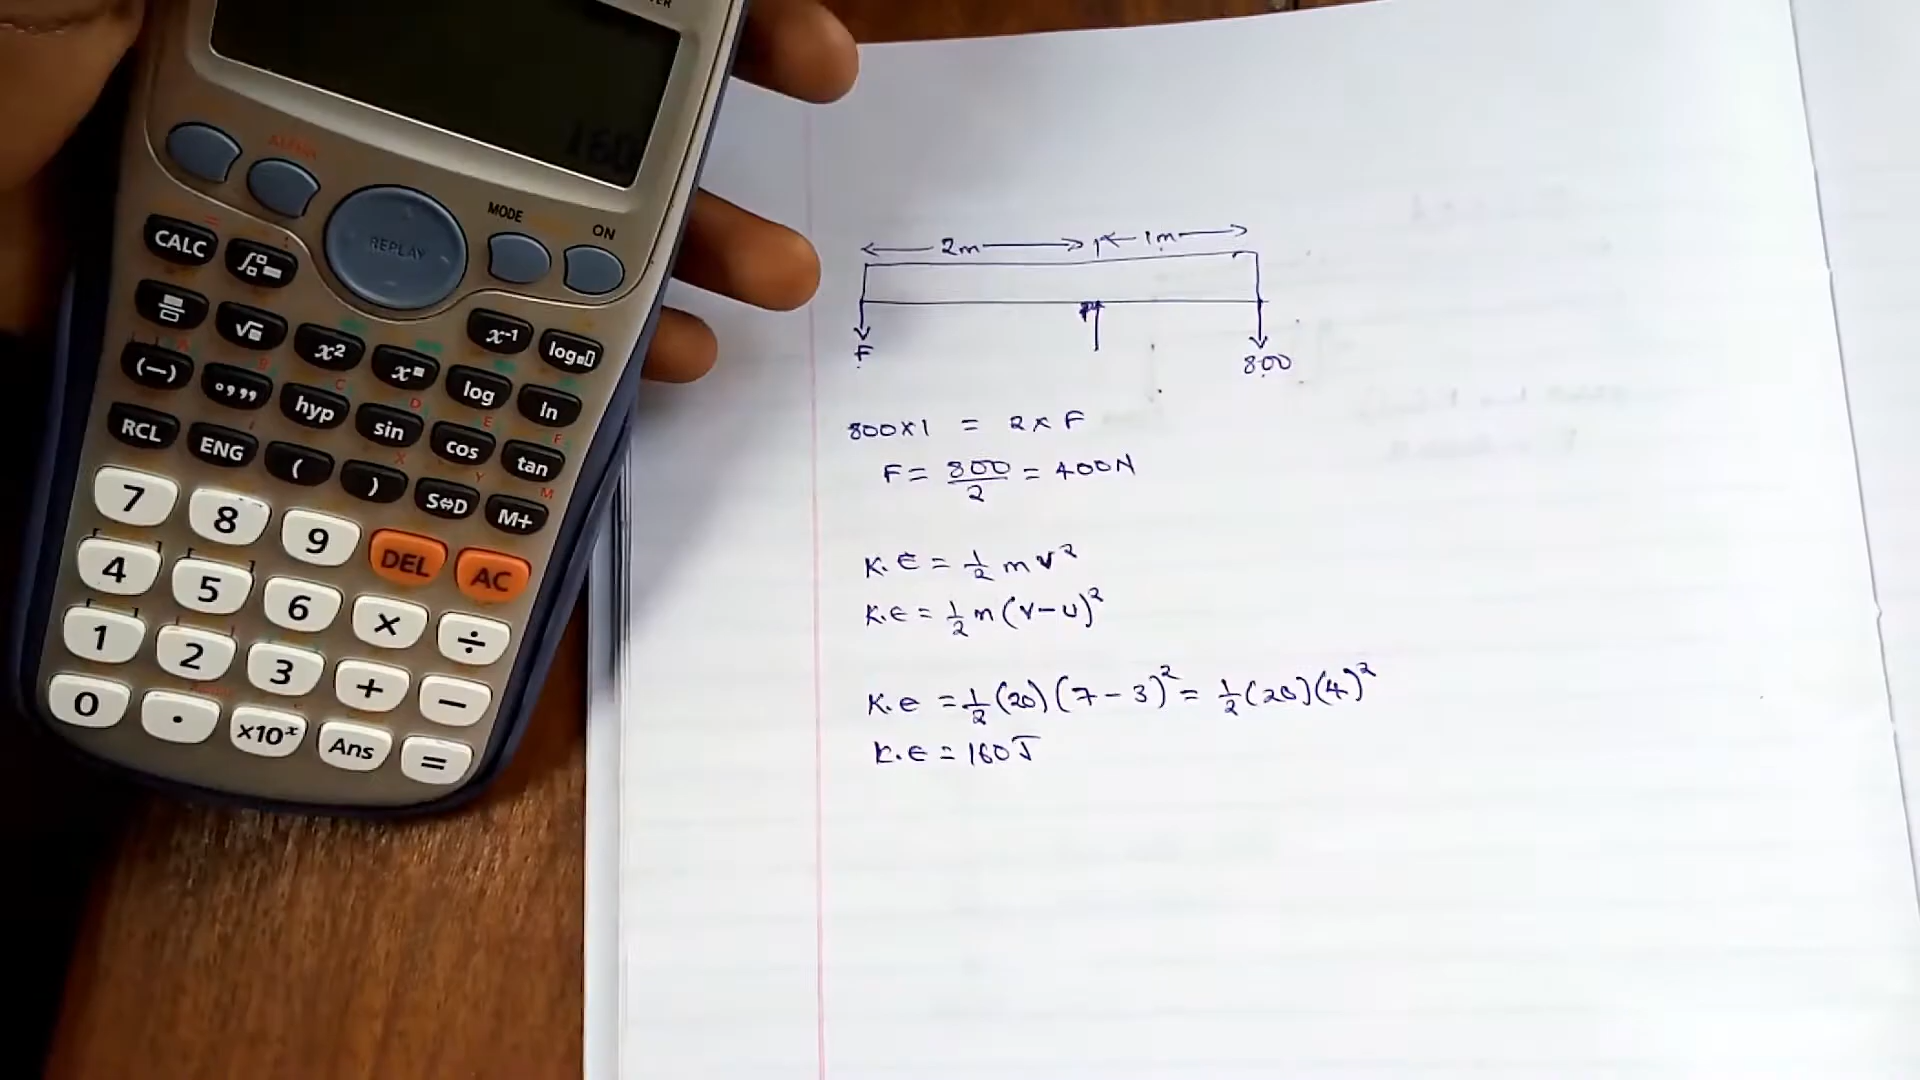 160
ALPHA
MODE
ON
REPLAY
CALC
x⁻¹
x²
log
ln
(−)
hyp
sin
cos
tan
RCL
ENG
(
)
S⇔D
M+
7 8 9 DEL AC
4 5 6 × ÷
1 2 3 + −
0 . ×10ˣ Ans =
2m 1m
F 800
800×1 = 2×F
F = 800/2 = 400N
K.E = 1/2 mv²
K.E = 1/2 m(v−u)²
K.e = 1/2 (20)(7−3)² = 1/2 (20)(4)²
K.E = 160J